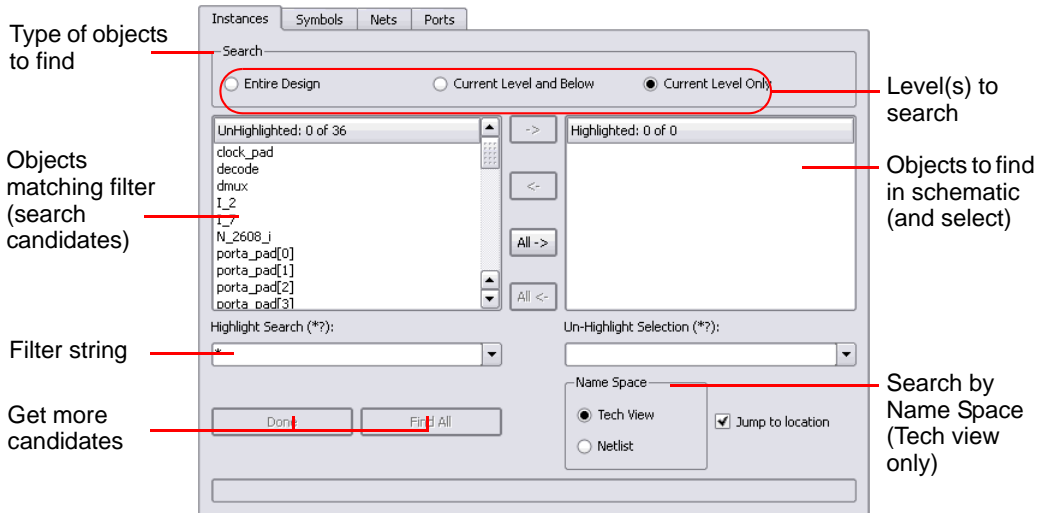 Instances Symbols Nets Ports
Type of objects
to find
Search
Entire Design Current Level and Below Current Level Only
Level(s) to
search
UnHighlighted: 0 of 36
->
Highlighted: 0 of 0
clock_pad
decode
dmux
I_2
I_7
N_2608_i
porta_pad[0]
porta_pad[1]
porta_pad[2]
porta_pad[3]
Objects
matching filter
(search
candidates)
<-
All ->
All <-
Objects to find
in schematic
(and select)
Highlight Search (*?):
Un-Highlight Selection (*?):
Filter string
*
Name Space
Tech View
Netlist
Jump to location
Search by
Name Space
(Tech view
only)
Get more
candidates
Done Find All